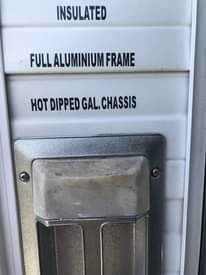 INSULATED
FULL ALUMINIUM FRAME
HOT DIPPED GAL. CHASSIS